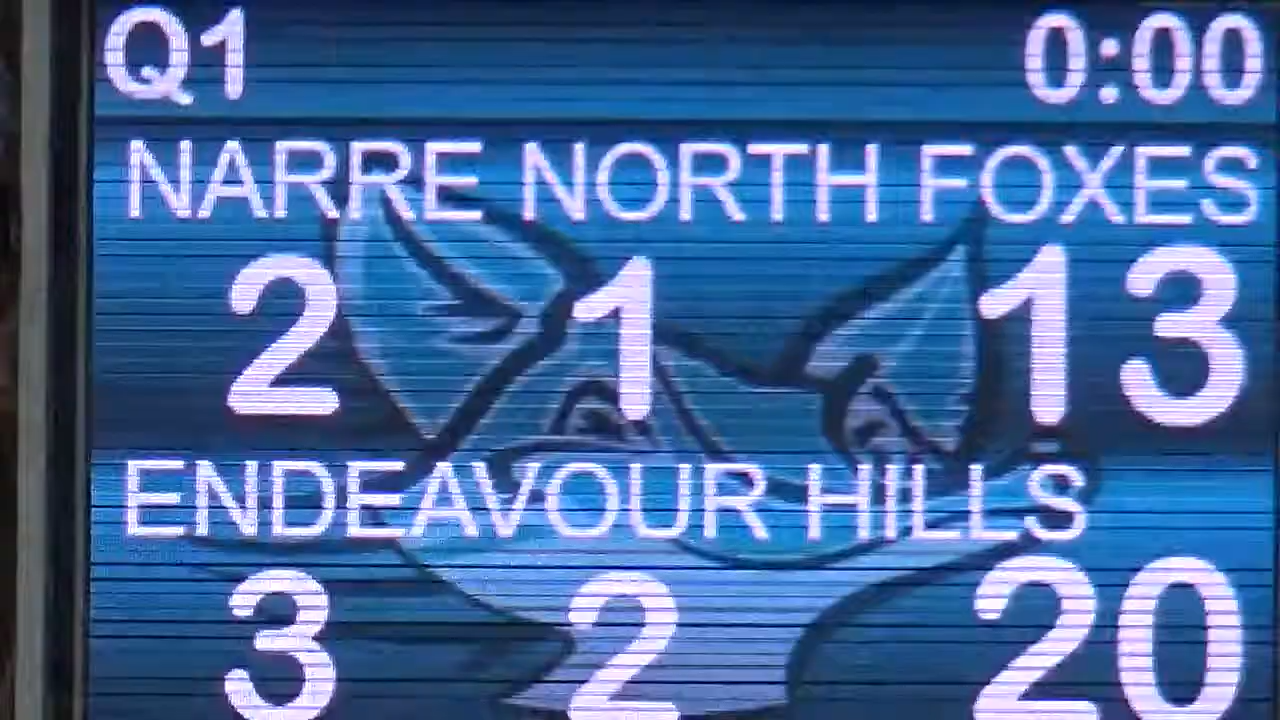 Q1 0:00
NARRE NORTH FOXES
2 1 13
ENDEAVOUR HILLS
3 2 20